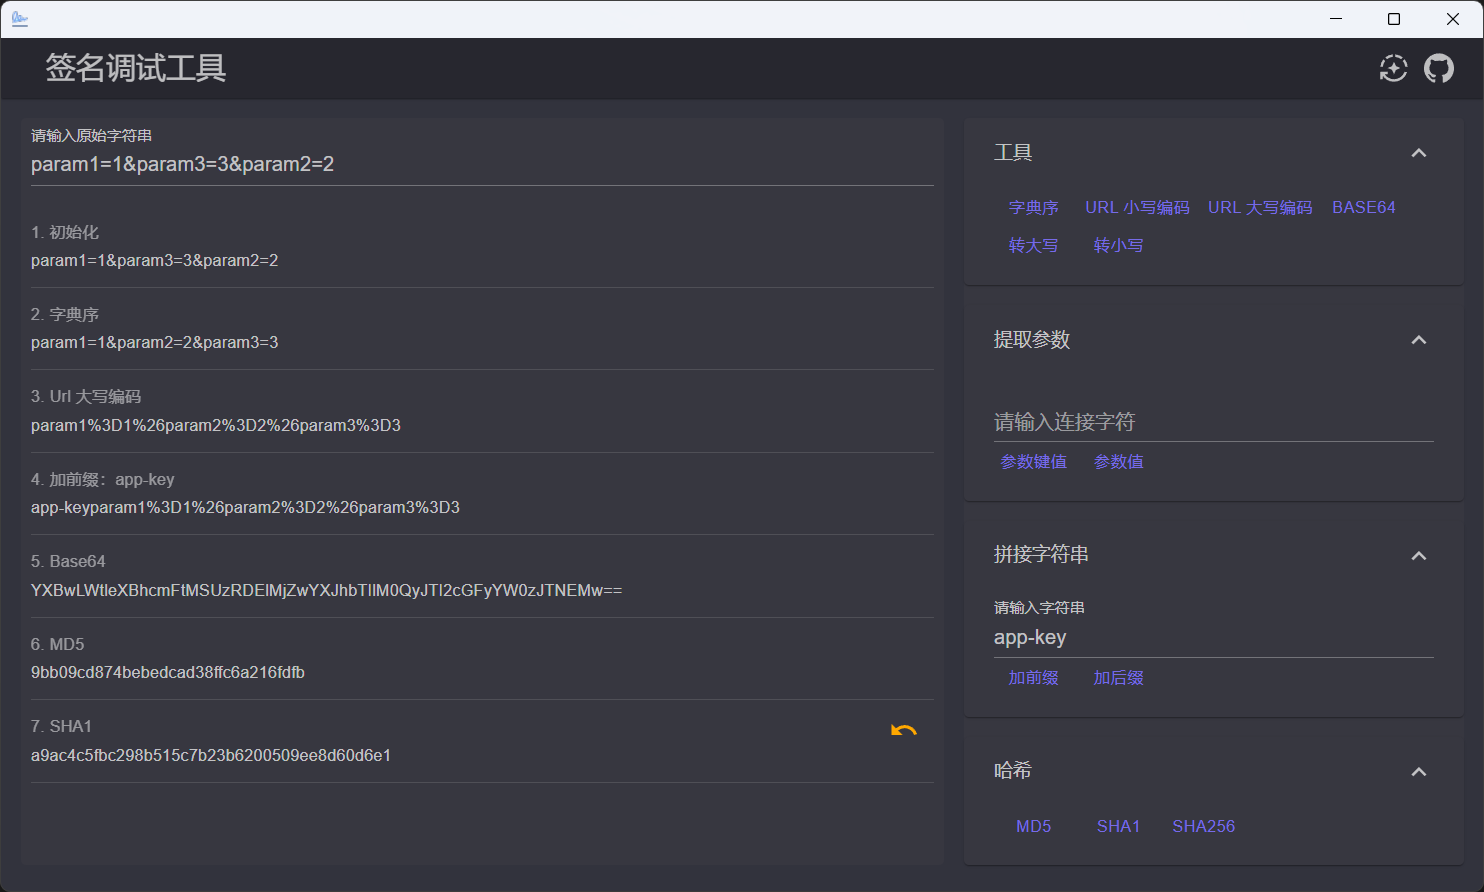 签名调试工具
请输入原始字符串
param1=1&param3=3&param2=2
1. 初始化
param1=1&param3=3&param2=2
2. 字典序
param1=1&param2=2&param3=3
3. Url 大写编码
param1%3D1%26param2%3D2%26param3%3D3
4. 加前缀：app-key
app-keyparam1%3D1%26param2%3D2%26param3%3D3
5. Base64
YXBwLWtleXBhcmFtMSUzRDElMjZwYXJhbTIlM0QyJTI2cGFyYW0zJTNEMw==
6. MD5
9bb09cd874bebedcad38ffc6a216fdfb
7. SHA1
a9ac4c5fbc298b515c7b23b6200509ee8d60d6e1
工具
字典序 URL 小写编码 URL 大写编码 BASE64
转大写 转小写
提取参数
请输入连接字符
参数键值 参数值
拼接字符串
请输入字符串
app-key
加前缀 加后缀
哈希
MD5 SHA1 SHA256